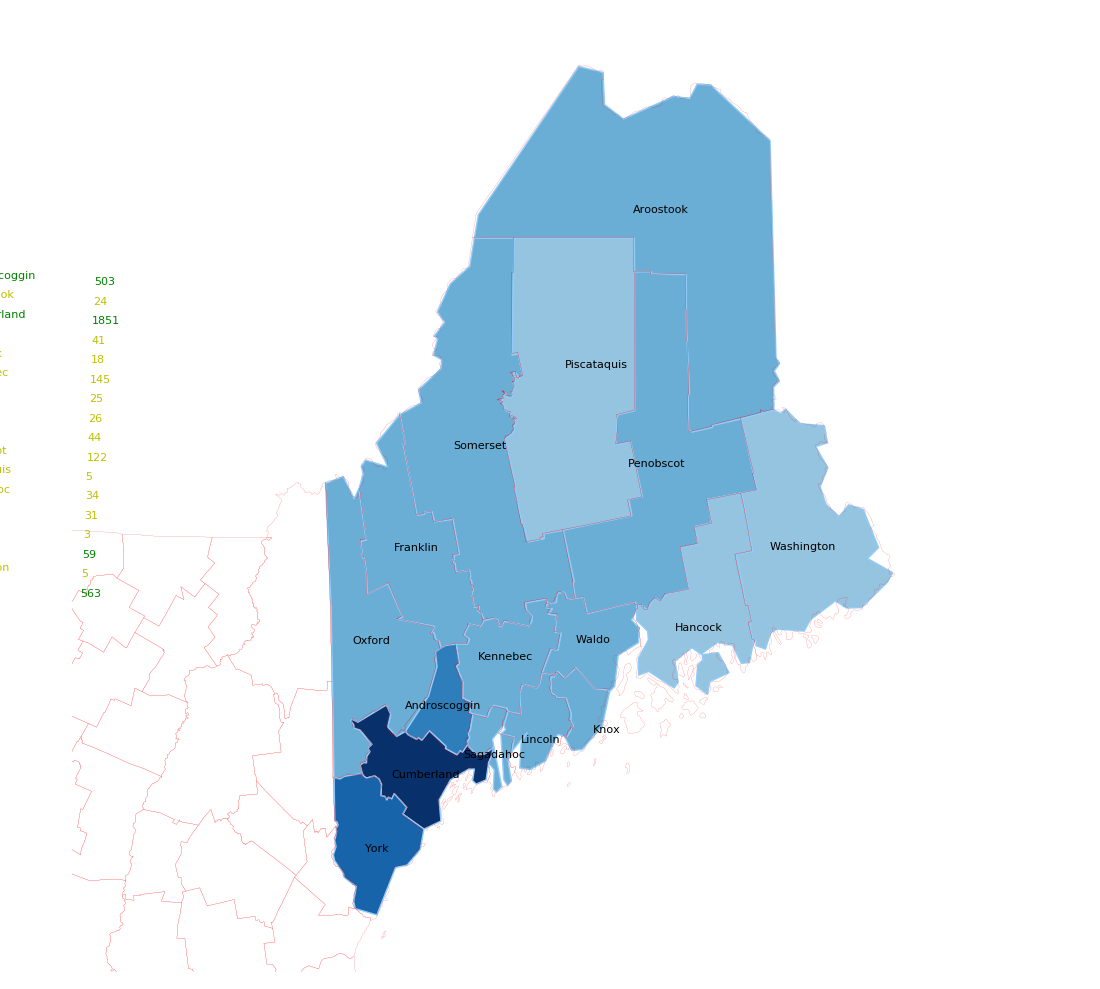 Aroostook
coggin 503
ok 24
rland 1851
41
Piscataquis
18
ec 145
25
26
44
Somerset
ot 122
Penobscot
uis 5
oc 34
31
3
Franklin
Washington
59
on 5
563
Hancock
Oxford
Waldo
Kennebec
Androscoggin
Knox
Lincoln
Sagadahoc
Cumberland
York